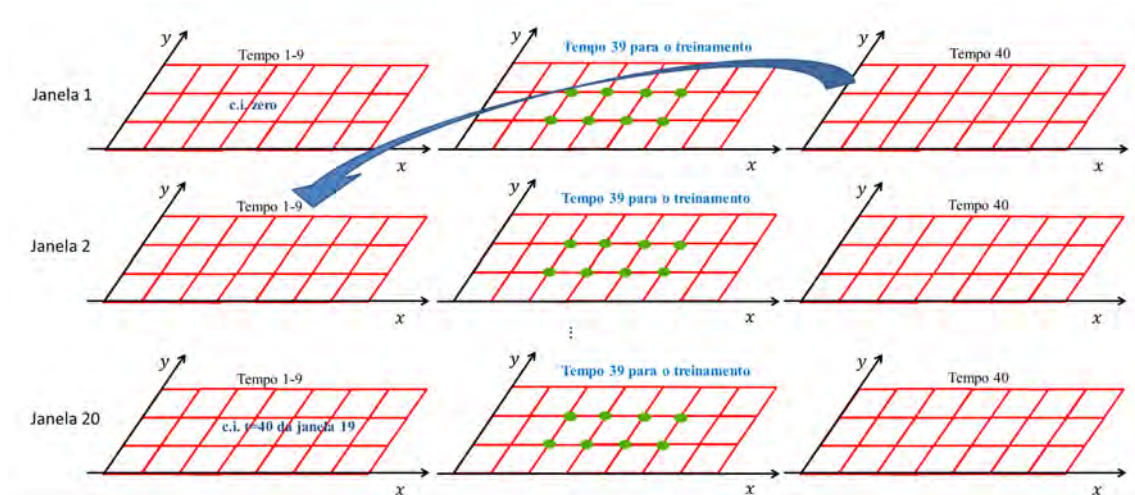 y
Tempo 1-9
y
Tempo 39 para o treinamento
y
Tempo 40
Janela 1
c.i. zero
x
x
x
y
Tempo 1-9
y
Tempo 39 para o treinamento
y
Tempo 40
Janela 2
x
x
x
⋮
y
Tempo 1-9
y
Tempo 39 para o treinamento
y
Tempo 40
Janela 20
c.i. t=40 da janela 19
x
x
x